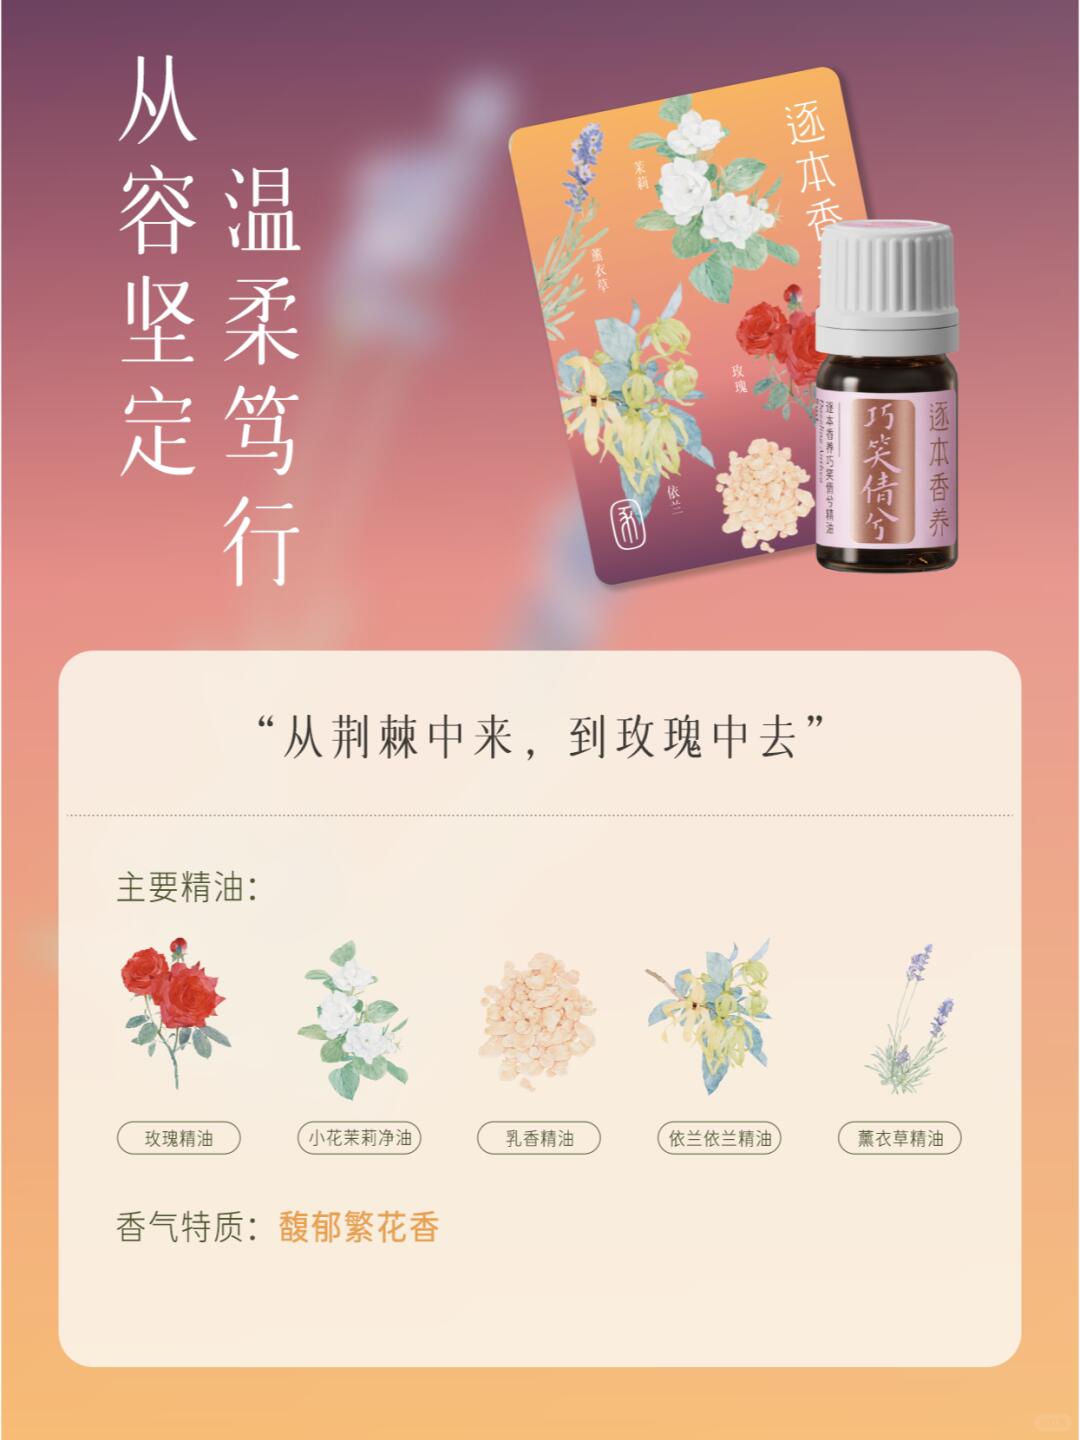 从容坚定
温柔笃行
逐本香
茉莉
薰衣草
玫瑰
依兰
逐本香养
巧笑倩兮
逐本香养巧笑倩兮精油
“从荆棘中来，到玫瑰中去”
主要精油：
玫瑰精油
小花茉莉净油
乳香精油
依兰依兰精油
薰衣草精油
香气特质：馥郁繁花香